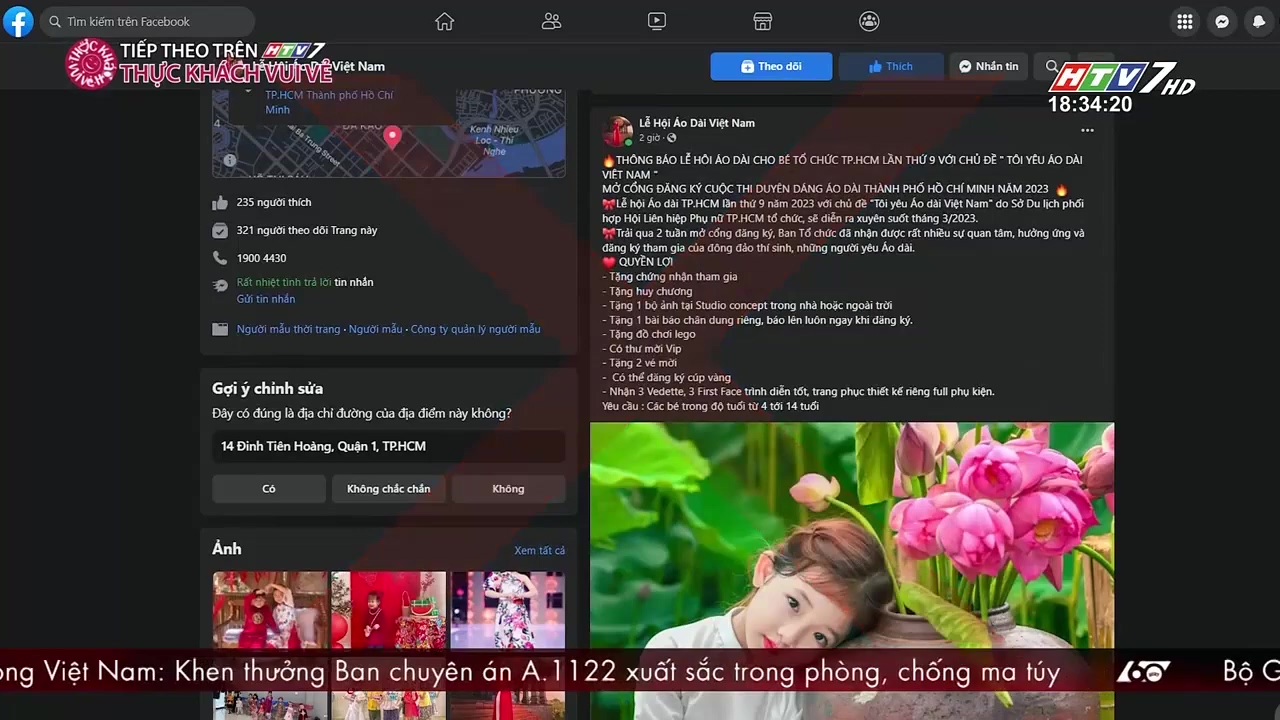 Tìm kiếm trên Facebook
TIẾP THEO TRÊN HTV7
THỰC KHÁCH VUI VẺ
Việt Nam
Theo dõi
Thích
Nhắn tin
HTV7 HD
18:34:20
TP.HCM Thành phố Hồ Chí
Minh
PHƯỜNG
4
ĐA KAO
Ba Trung Street
Kenh Nhieu
Loc - Thi
Nghe
235 người thích
321 người theo dõi Trang này
1900 4430
Rất nhiệt tình trả lời tin nhắn
Gửi tin nhắn
Người mẫu thời trang · Người mẫu · Công ty quản lý người mẫu
Gợi ý chỉnh sửa
Đây có đúng là địa chỉ đường của địa điểm này không?
14 Đinh Tiên Hoàng, Quận 1, TP.HCM
Có
Không chắc chắn
Không
Ảnh
Xem tất cả
Lễ Hội Áo Dài Việt Nam
2 giờ ·
🔥THÔNG BÁO LỄ HỘI ÁO DÀI CHO BÉ TỔ CHỨC TP.HCM LẦN THỨ 9 VỚI CHỦ ĐỀ " TÔI YÊU ÁO DÀI
VIỆT NAM "
MỞ CỔNG ĐĂNG KÝ CUỘC THI DUYÊN DÁNG ÁO DÀI THÀNH PHỐ HỒ CHÍ MINH NĂM 2023 🔥
🎀Lễ hội Áo dài TP.HCM lần thứ 9 năm 2023 với chủ đề "Tôi yêu Áo dài Việt Nam" do Sở Du lịch phối
hợp Hội Liên hiệp Phụ nữ TP.HCM tổ chức, sẽ diễn ra xuyên suốt tháng 3/2023.
🎀Trải qua 2 tuần mở cổng đăng ký, Ban Tổ chức đã nhận được rất nhiều sự quan tâm, hưởng ứng và
đăng ký tham gia của đông đảo thí sinh, những người yêu Áo dài.
❤️ QUYỀN LỢI
- Tặng chứng nhận tham gia
- Tặng huy chương
- Tặng 1 bộ ảnh tại Studio concept trong nhà hoặc ngoài trời
- Tặng 1 bài báo chân dung riêng, báo lên luôn ngay khi đăng ký.
- Tặng đồ chơi lego
- Có thư mời Vip
- Tặng 2 vé mời
- Có thể đăng ký cúp vàng
- Nhận 3 Vedette, 3 First Face trình diễn tốt, trang phục thiết kế riêng full phụ kiện.
Yêu cầu : Các bé trong độ tuổi từ 4 tới 14 tuổi
ong Việt Nam: Khen thưởng Ban chuyên án A.1122 xuất sắc trong phòng, chống ma túy
60
Bộ G